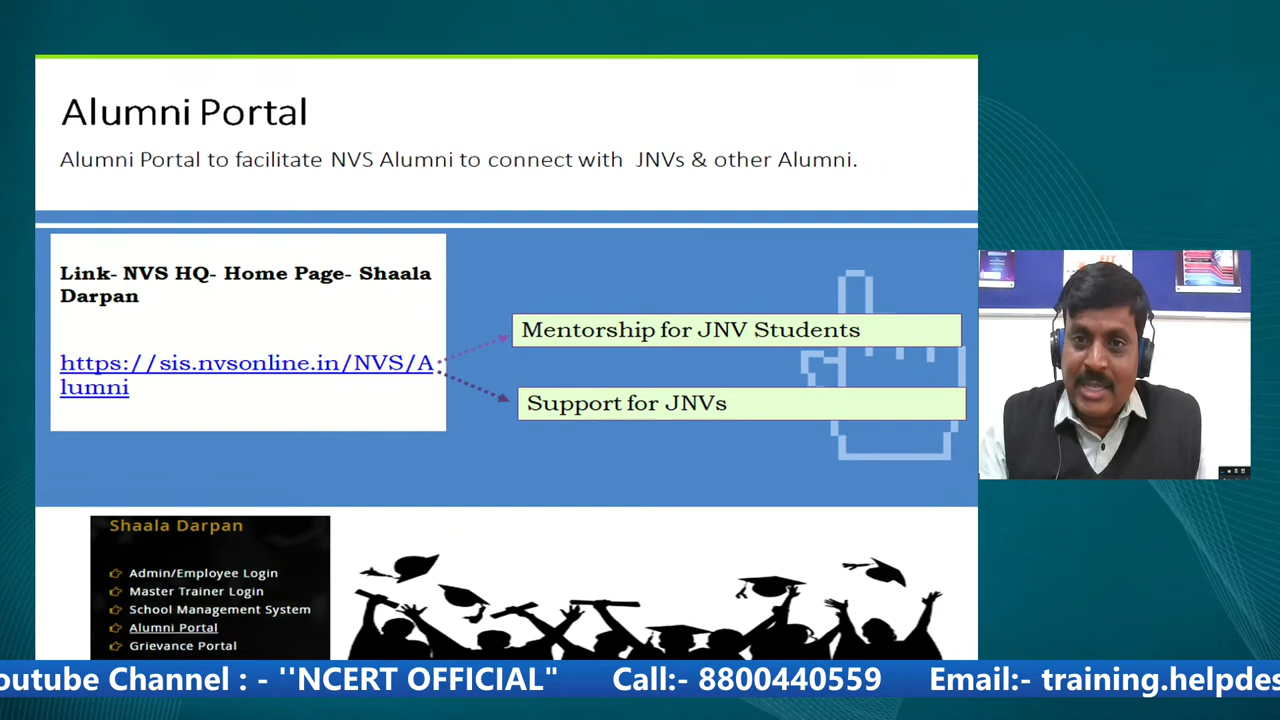 Alumni Portal
Alumni Portal to facilitate NVS Alumni to connect with JNVs & other Alumni.
Link- NVS HQ- Home Page- Shaala
Darpan
https://sis.nvsonline.in/NVS/A
lumni
Mentorship for JNV Students
Support for JNVs
Shaala Darpan
Admin/Employee Login
Master Trainer Login
School Management System
Alumni Portal
Grievance Portal
outube Channel : - ''NCERT OFFICIAL" Call:- 8800440559 Email:- training.helpdes